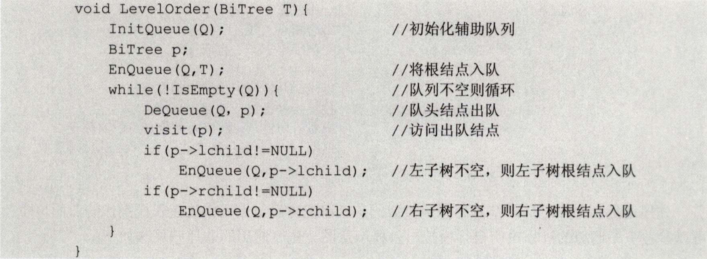 void LevelOrder(BiTree T){
InitQueue(Q); //初始化辅助队列
BiTree p;
EnQueue(Q,T); //将根结点入队
while(!IsEmpty(Q)){ //队列不空则循环
DeQueue(Q, p); //队头结点出队
visit(p); //访问出队结点
if(p->lchild!=NULL)
EnQueue(Q,p->lchild); //左子树不空，则左子树根结点入队
if(p->rchild!=NULL)
EnQueue(Q,p->rchild); //右子树不空，则右子树根结点入队
}
}